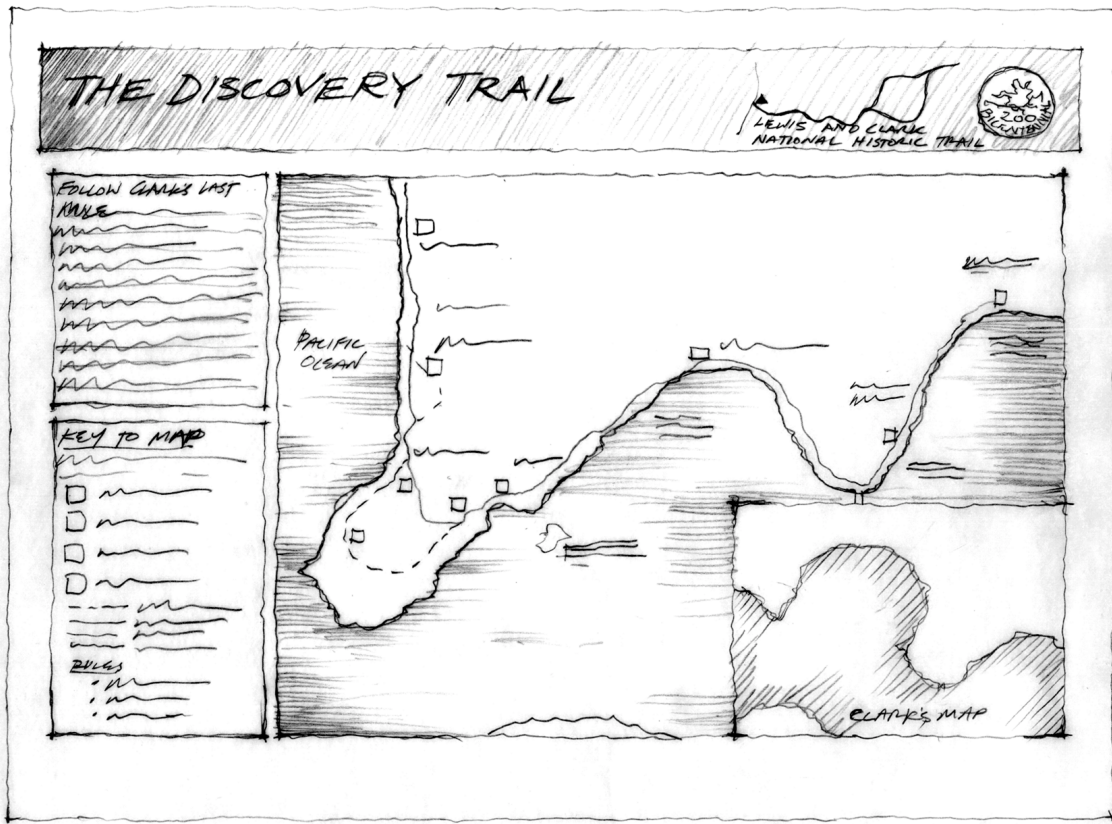 THE DISCOVERY TRAIL
LEWIS AND CLARK
NATIONAL HISTORIC TRAIL
200
BICENTENNIAL
FOLLOW CLARK'S LAST
PACIFIC
OCEAN
KEY TO MAP
RULES
CLARK'S MAP